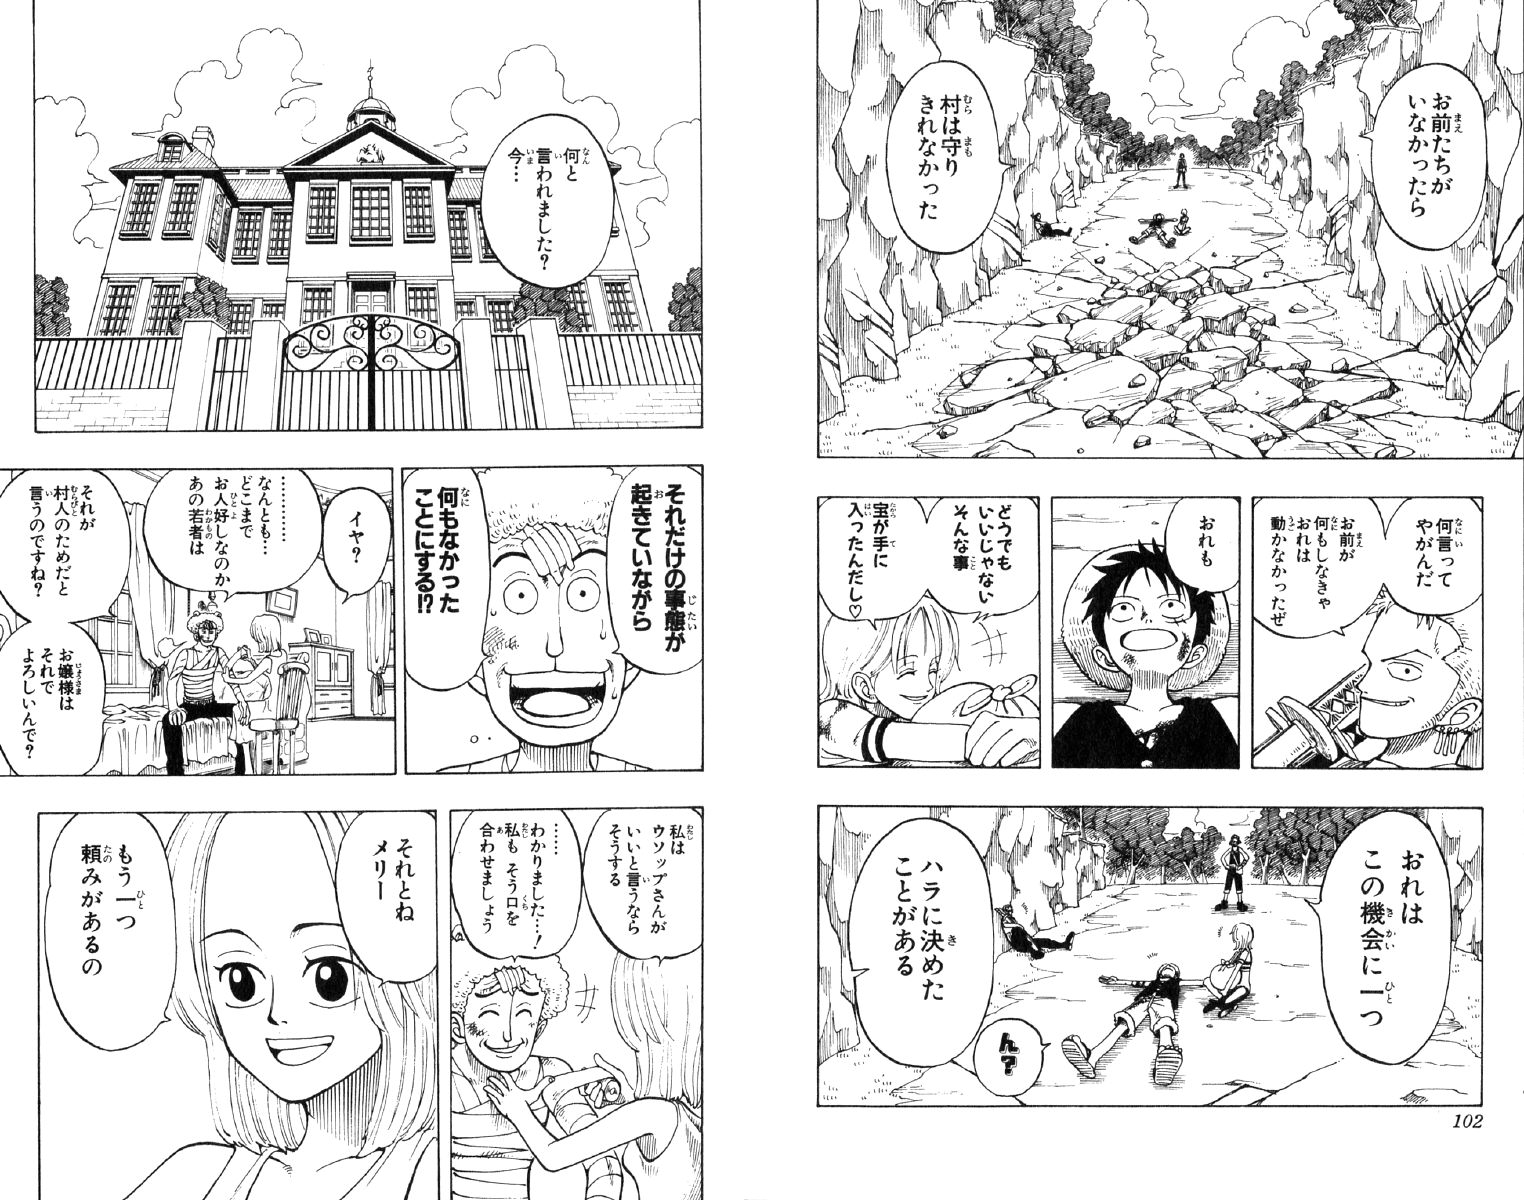 お前たちが
いなかったら
村は守り
きれなかった
何言って
やがんだ
お前が
何もしなきゃ
おれは
動かなかったぜ
おれも
どうでも
いいじゃない
そんな事
宝が手に
入ったんだし♡
おれは
この機会に一つ
ハラに決めた
ことがある
ん?
102
何と
言われました?
今…
それだけの事態が
起きていながら
何もなかった
ことにする!?
イヤ?
…………
なんとも…
どこまで
お人好しなのか
あの若者は
それが
村人のためだと
言うのですね?
お嬢様は
それで
よろしいんで?
私は
ウソップさんが
いいと言うなら
そうする
……
わかりました…!
私も そう口を
合わせましょう
それとね
メリー
もう一つ
頼みがあるの